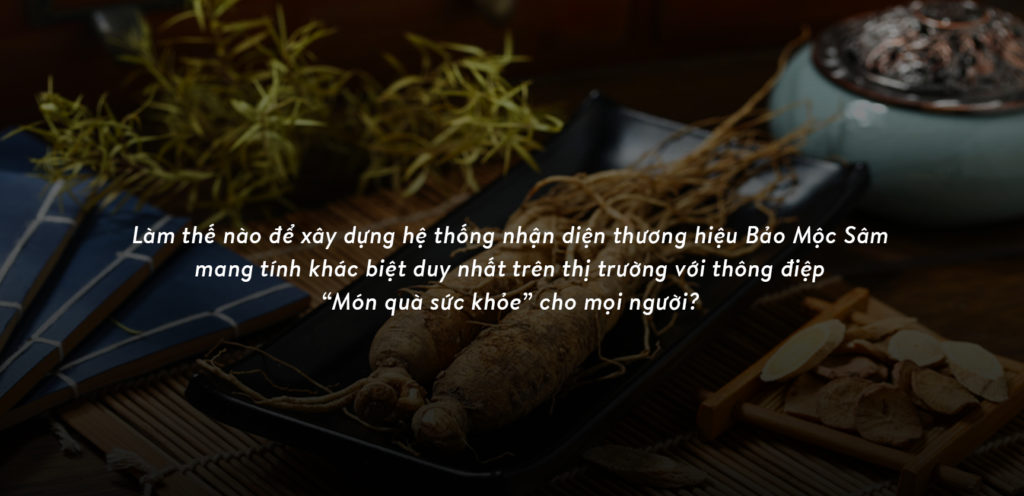 Làm thế nào để xây dựng hệ thống nhận diện thương hiệu Bảo Mộc Sâm
mang tính khác biệt duy nhất trên thị trường với thông điệp
“Món quà sức khỏe” cho mọi người?